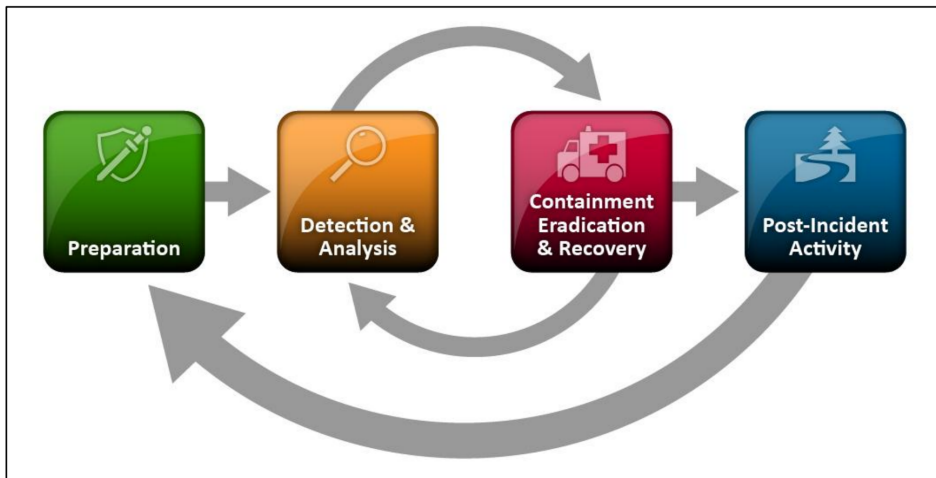 Preparation
Detection &
Analysis
Containment
Eradication
& Recovery
Post-Incident
Activity